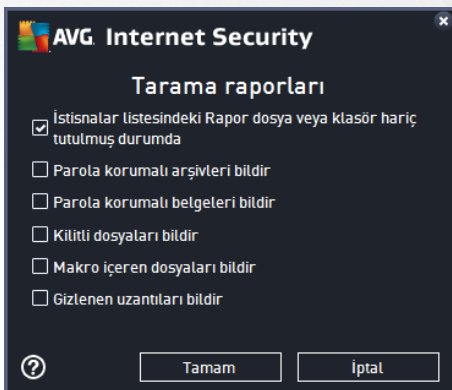 AVG Internet Security
Tarama raporları
İstisnalar listesindeki Rapor dosya veya klasör hariç
tutulmuş durumda
Parola korumalı arşivleri bildir
Parola korumalı belgeleri bildir
Kilitli dosyaları bildir
Makro içeren dosyaları bildir
Gizlenen uzantıları bildir
? Tamam İptal